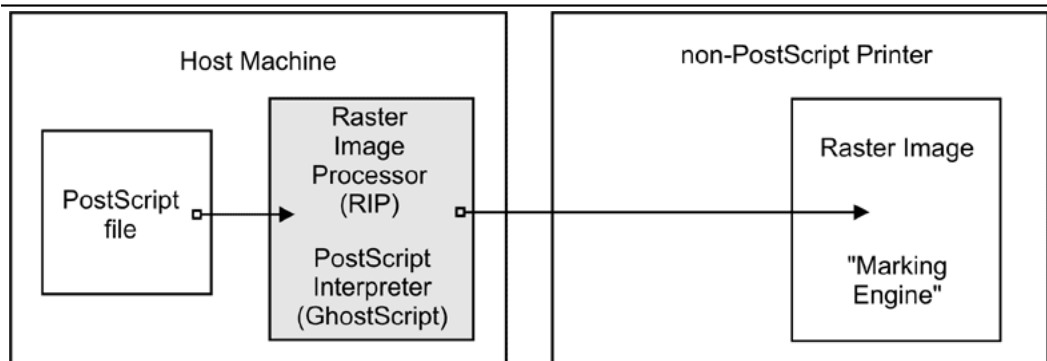 Host Machine
non-PostScript Printer
PostScript
file
Raster
Image
Processor
(RIP)
PostScript
Interpreter
(GhostScript)
Raster Image
"Marking
Engine"